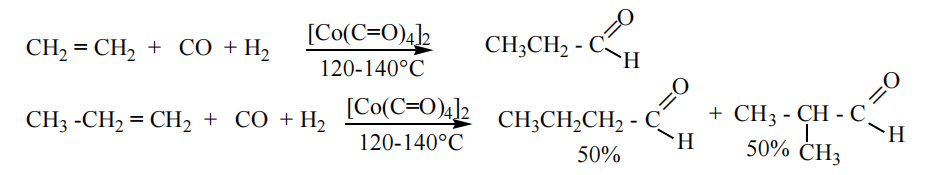 CH₂ = CH₂ + CO + H₂ [Co(C=O)₄]₂ 120-140°C CH₃CH₂ - C O H
CH₃ -CH₂ = CH₂ + CO + H₂ [Co(C=O)₄]₂ 120-140°C CH₃CH₂CH₂ - C O H 50% + CH₃ - CH - C O H 50% CH₃